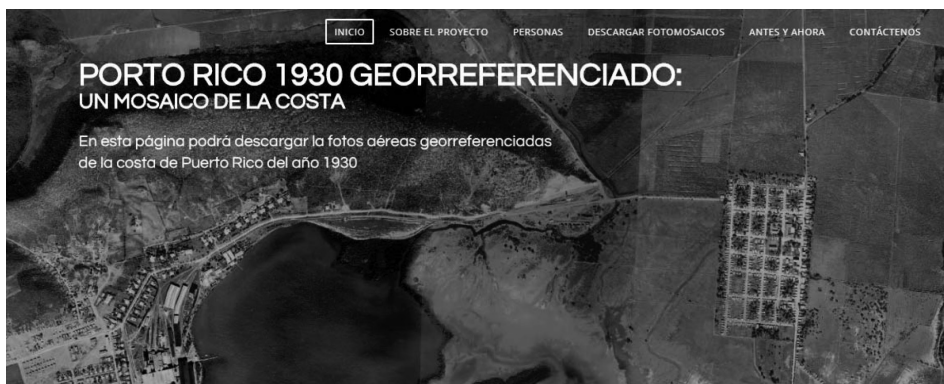 INICIO SOBRE EL PROYECTO PERSONAS DESCARGAR FOTOMOSAICOS ANTES Y AHORA CONTÁCTENOS
PORTO RICO 1930 GEORREFERENCIADO:
UN MOSAICO DE LA COSTA
En esta página podrá descargar la fotos aéreas georreferenciadas
de la costa de Puerto Rico del año 1930